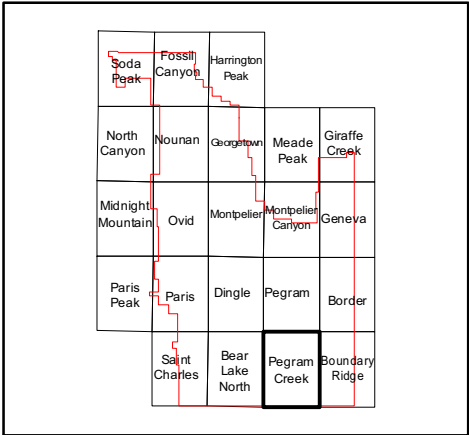 Soda
Peak
Fossil
Canyon
Harrington
Peak
North
Canyon
Nounan
Georgetown
Meade
Peak
Giraffe
Creek
Midnight
Mountain
Ovid
Montpelier
Montpelier
Canyon
Geneva
Paris
Peak
Paris
Dingle
Pegram
Border
Saint
Charles
Bear
Lake
North
Pegram
Creek
Boundary
Ridge